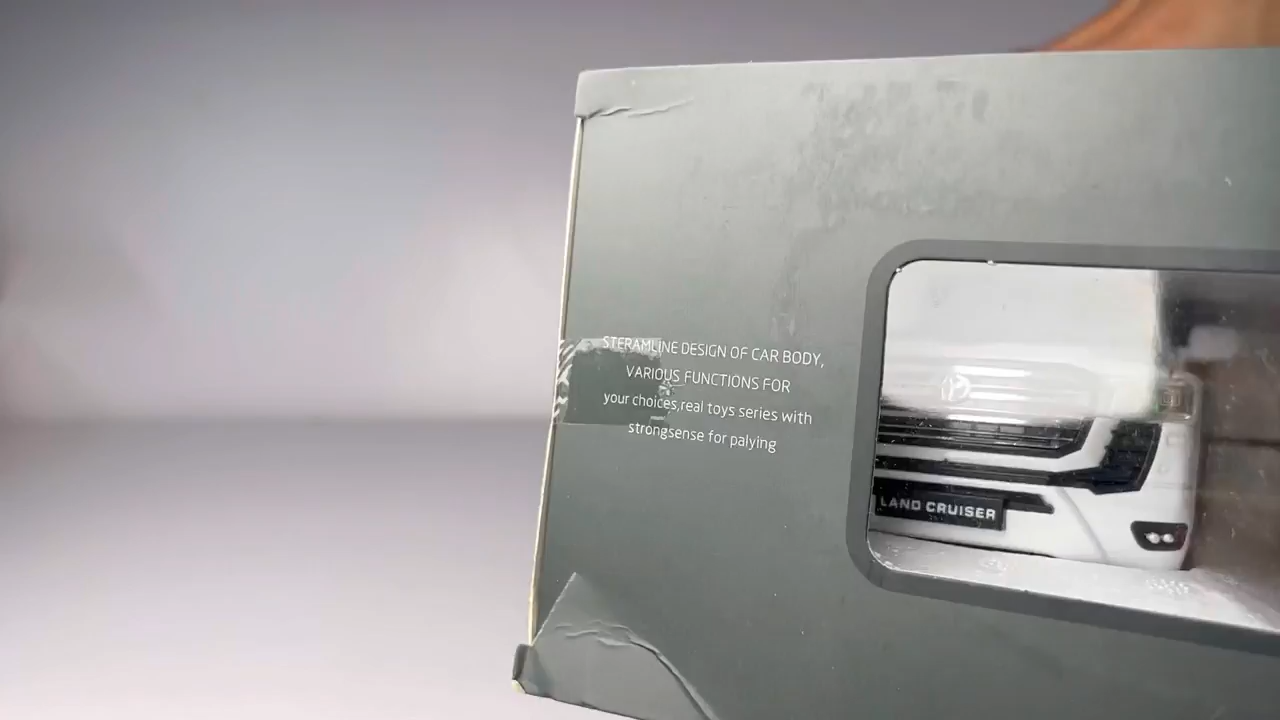 STERAMLINE DESIGN OF CAR BODY,
VARIOUS FUNCTIONS FOR
your choices,real toys series with
strongsense for palying
LAND CRUISER